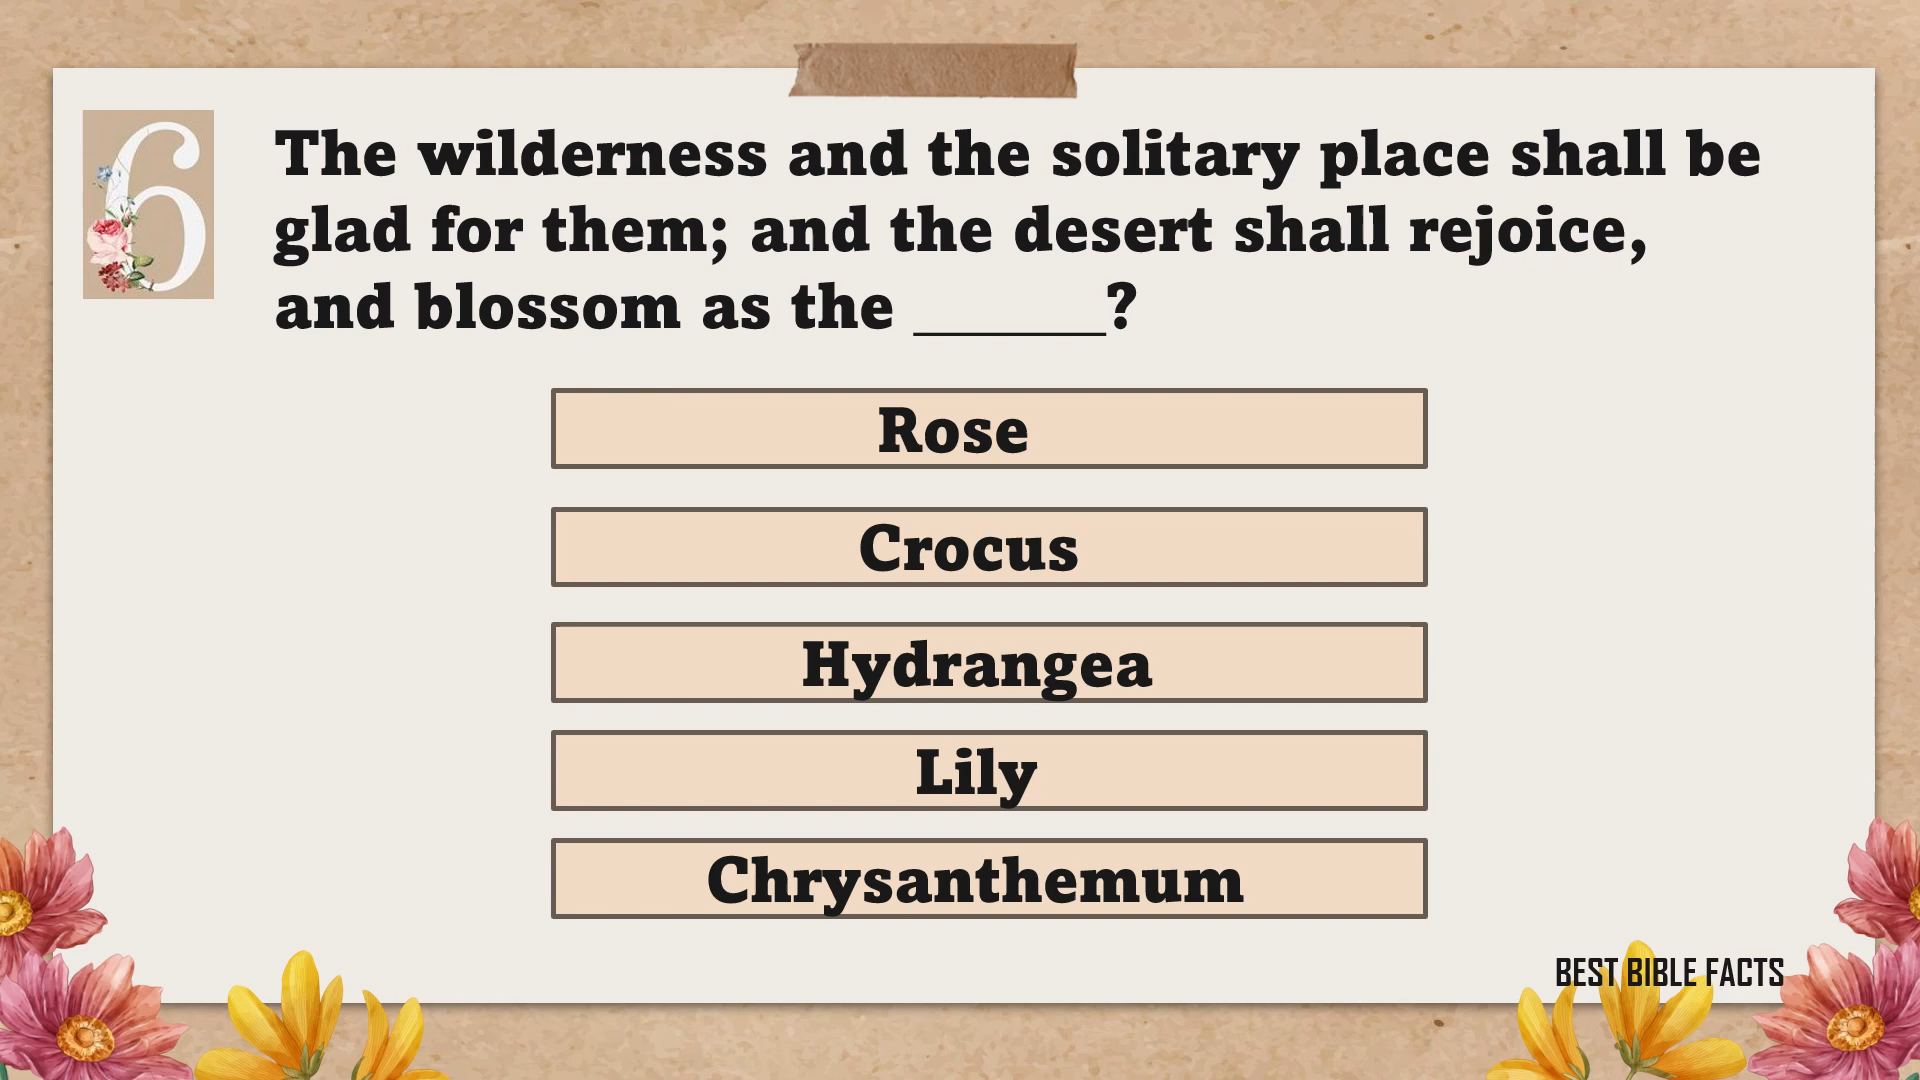 6
The wilderness and the solitary place shall be
glad for them; and the desert shall rejoice,
and blossom as the ______?
Rose
Crocus
Hydrangea
Lily
Chrysanthemum
BEST BIBLE FACTS